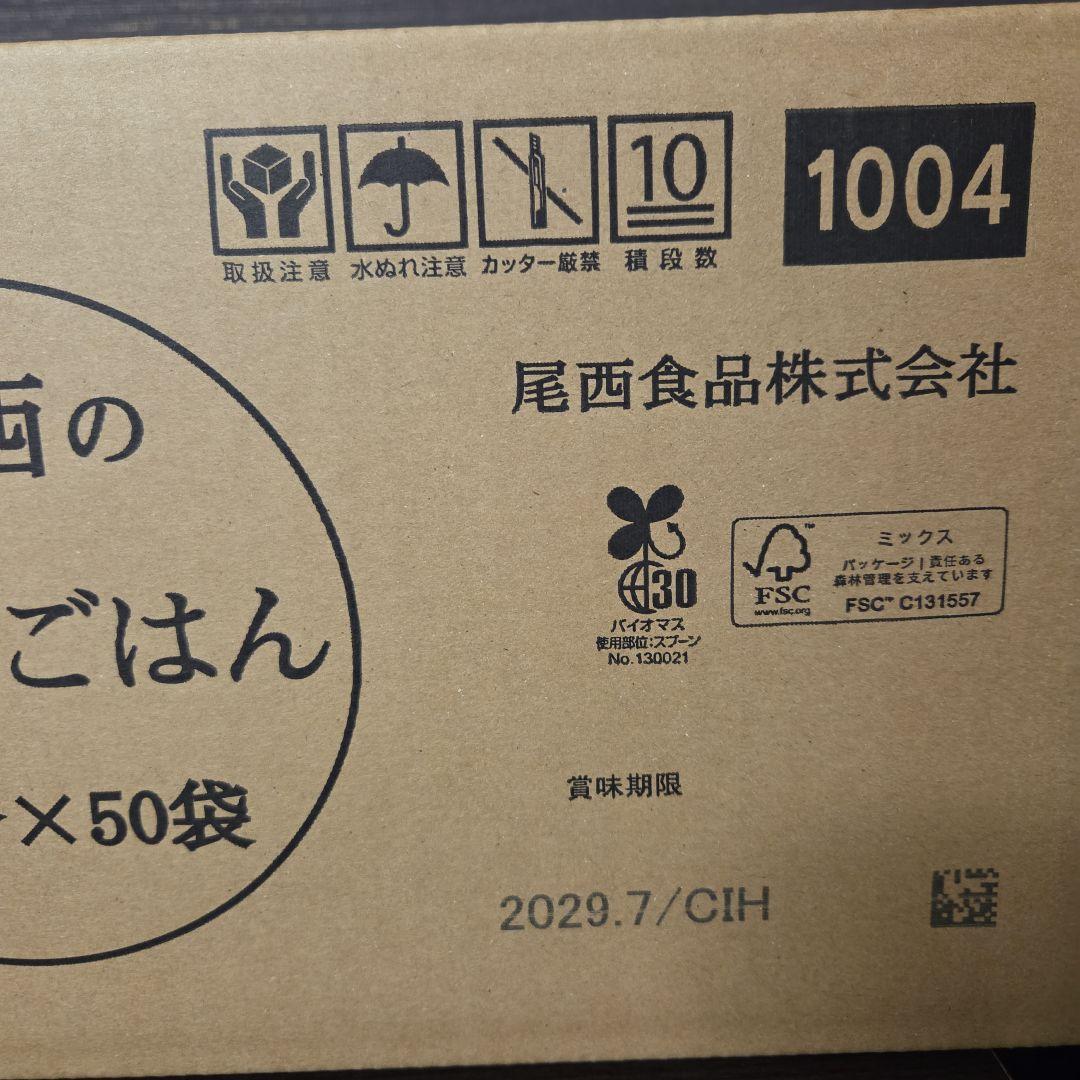 10
1004
取扱注意 水ぬれ注意 カッター厳禁 積段数
尾西食品株式会社
西の
ごはん
×50袋
30
バイオマス
使用部位:スプーン
No.130021
FSC™
www.fsc.org
ミックス
パッケージ|責任ある
森林管理を支えています
FSC™ C131557
賞味期限
2029.7/CIH